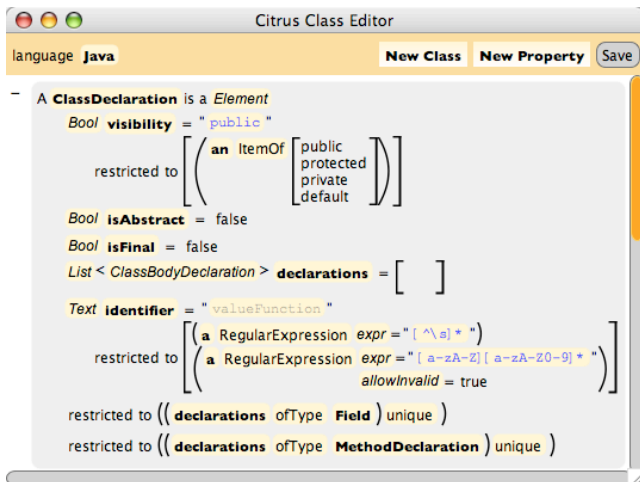 Citrus Class Editor
language Java New Class New Property Save
– A ClassDeclaration is a Element
Bool visibility = " public "
restricted to [ ( an ItemOf [ public
protected
private
default ] ) ]
Bool isAbstract = false
Bool isFinal = false
List < ClassBodyDeclaration > declarations = [ ]
Text identifier = " valueFunction "
restricted to [ ( a RegularExpression expr = " [ ^\s] * " )
( a RegularExpression expr = " [ a-zA-Z] [ a-zA-Z0-9] * "
allowInvalid = true ) ]
restricted to (( declarations ofType Field ) unique )
restricted to (( declarations ofType MethodDeclaration ) unique )